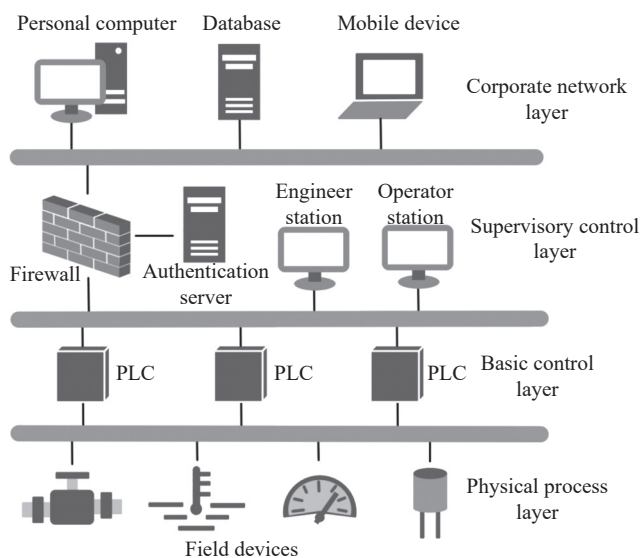 Personal computer
Database
Mobile device
Corporate network
layer
Engineer
station
Operator
station
Supervisory control
layer
Firewall
Authentication
server
PLC
PLC
PLC
Basic control
layer
Physical process
layer
Field devices